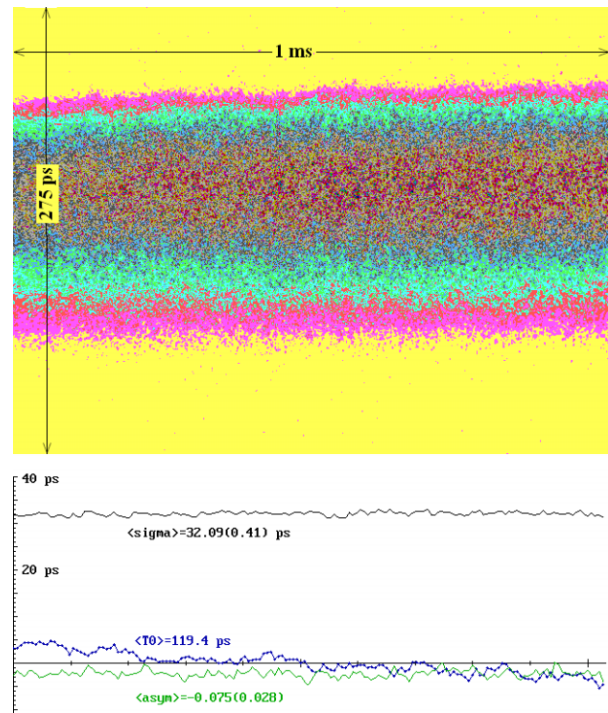 1 ms
275 ps
40 ps
<sigma>=32.09(0.41) ps
20 ps
<T0>=119.4 ps
<asym>=-0.075(0.028)